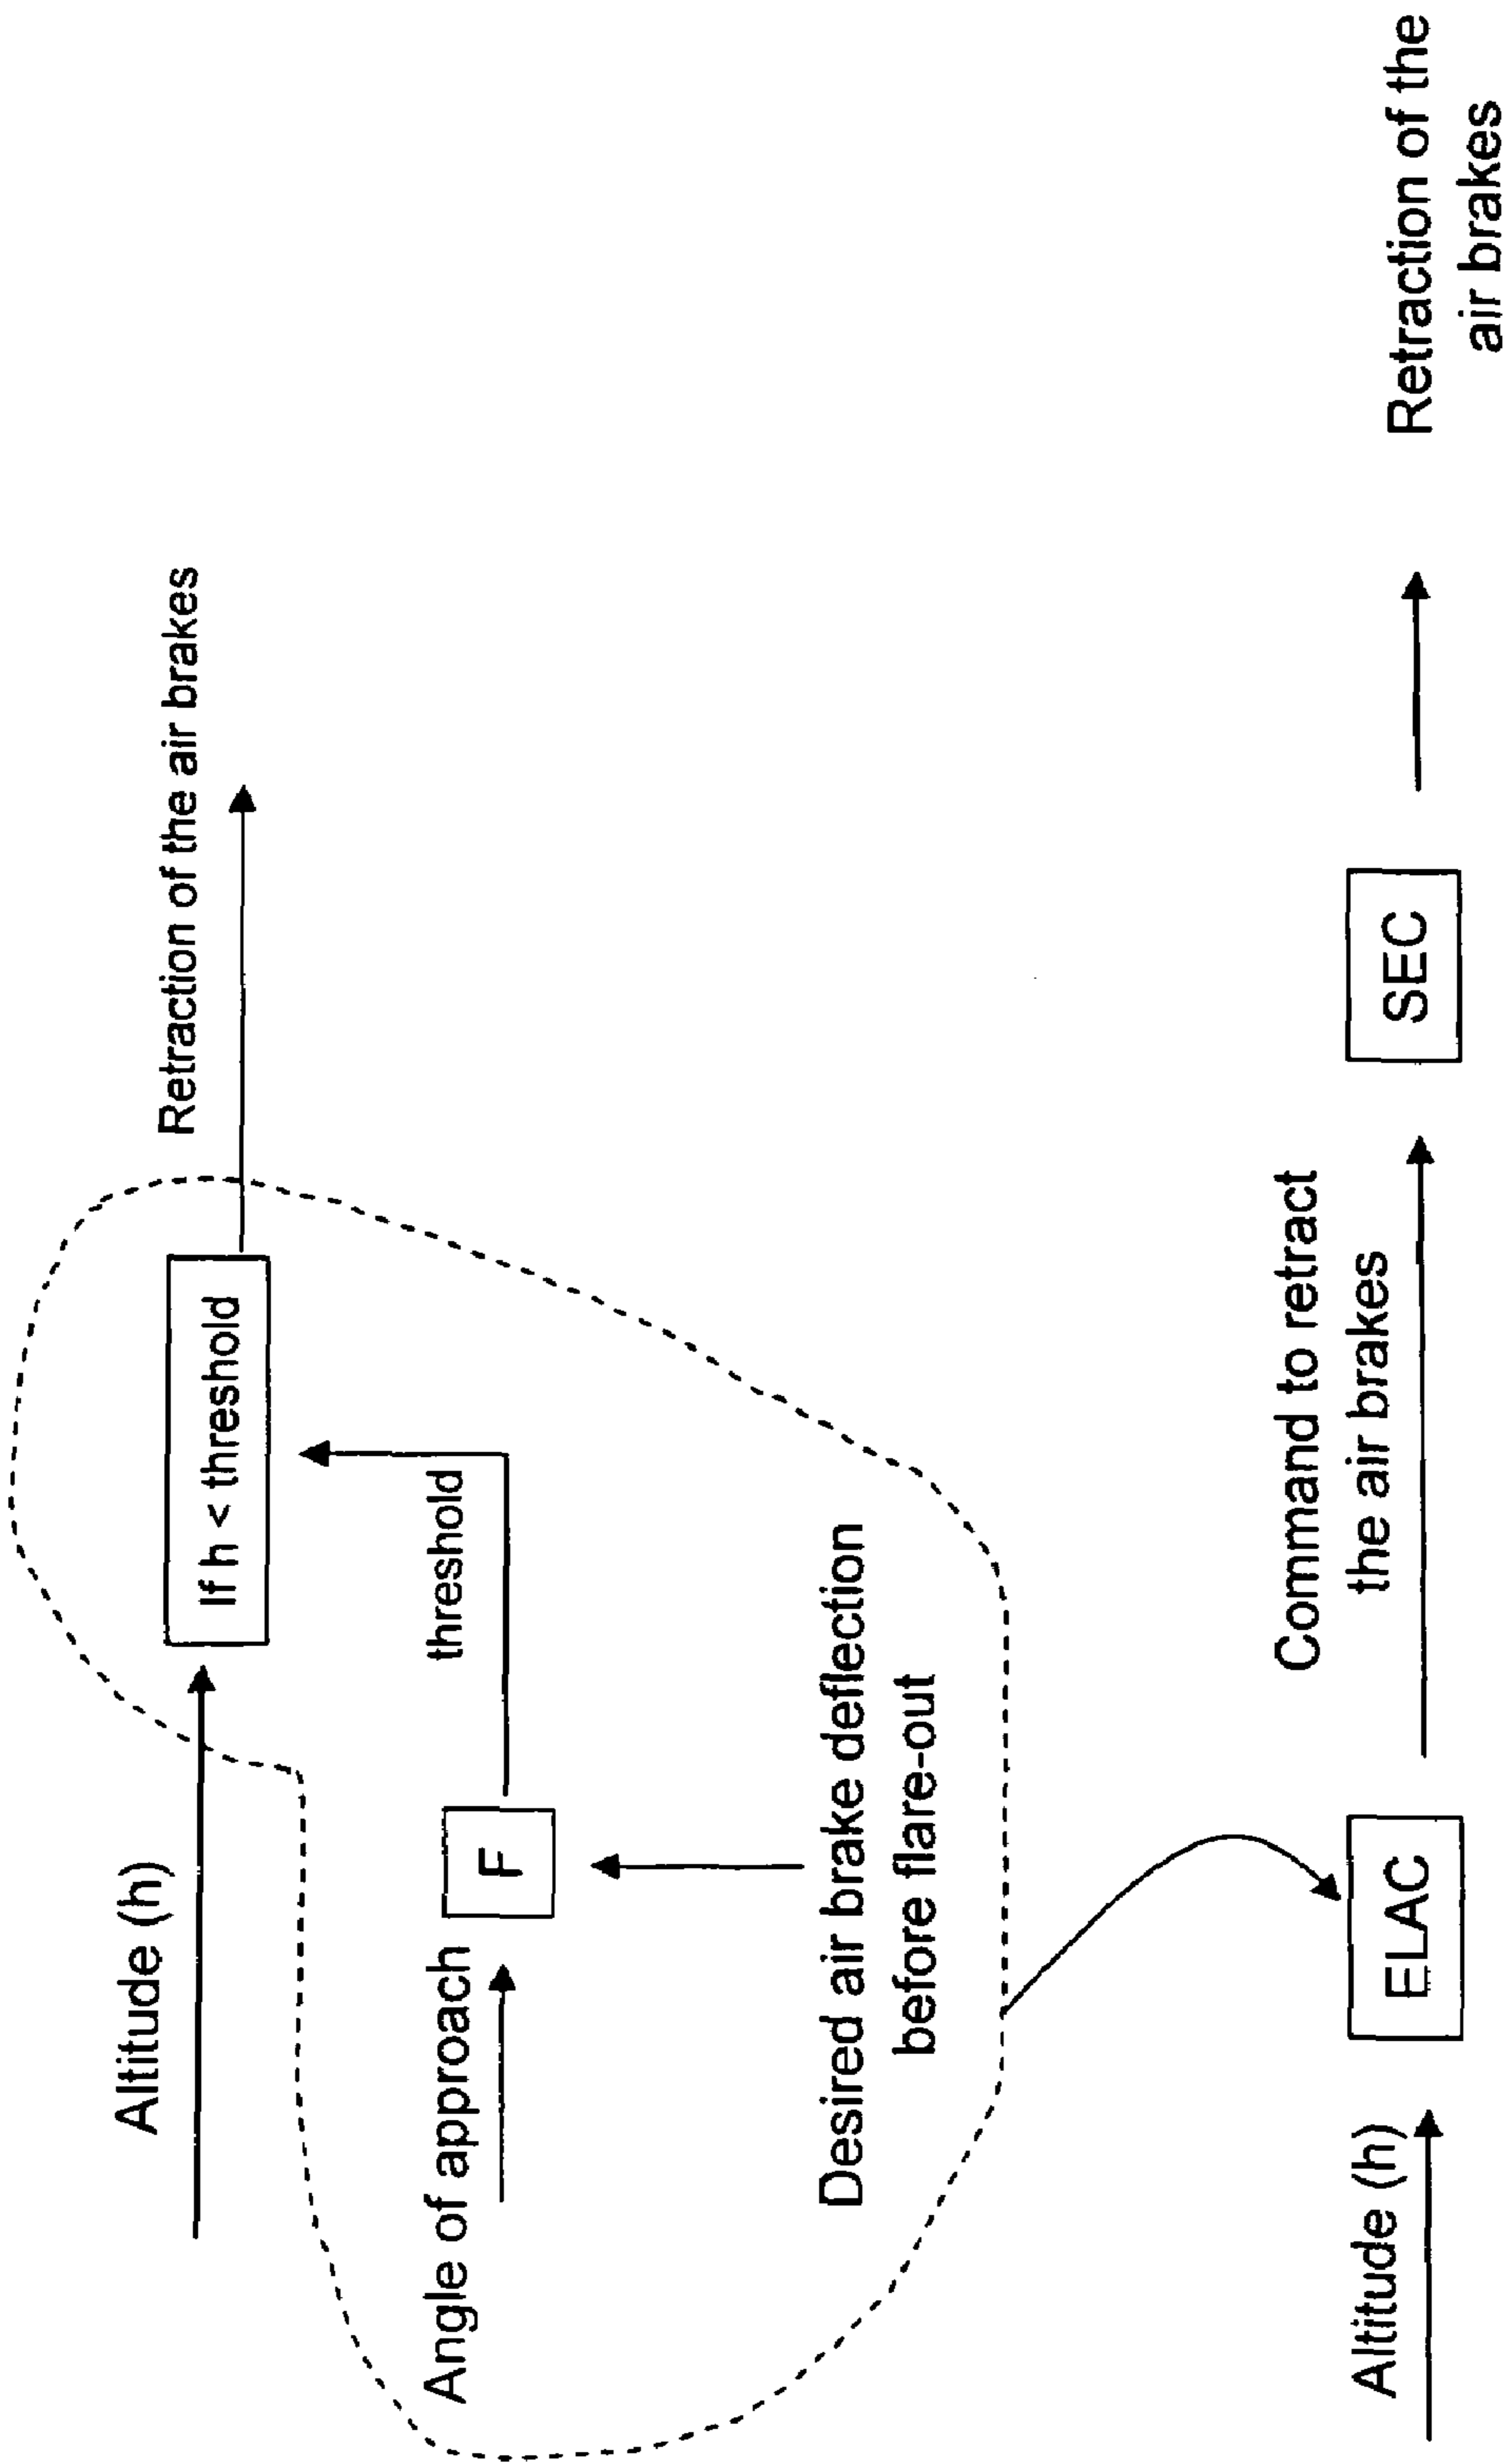 Altitude (h)
If h < threshold
Retraction of the air brakes
Angle of approach
F
threshold
Desired air brake deflection
before flare-out
Altitude (h)
ELAC
Command to retract
the air brakes
SEC
Retraction of the
air brakes